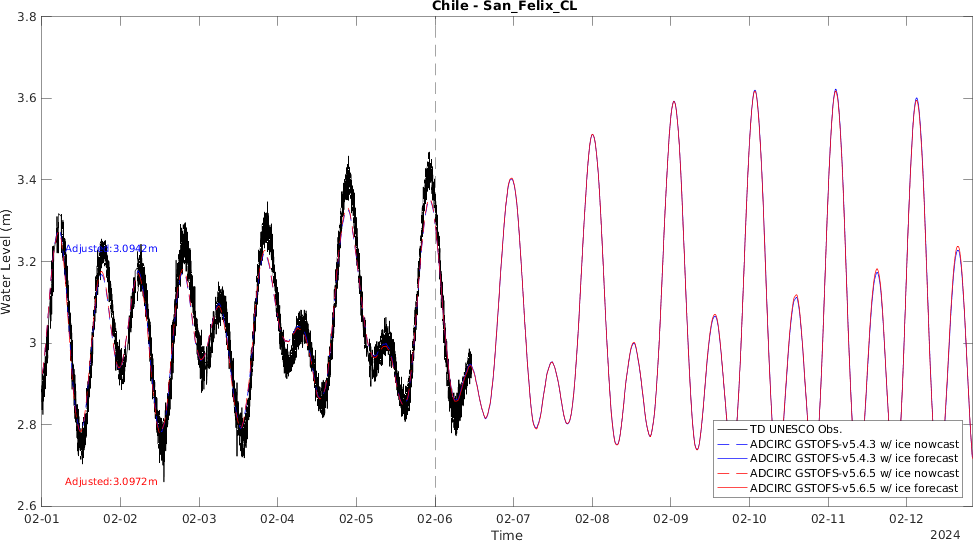 Chile - San_Felix_CL
Water Level (m)
3.8
3.6
3.4
3.2
3
2.8
2.6
Adjusted:3.0942m
Adjusted:3.0972m
TD UNESCO Obs.
ADCIRC GSTOFS-v5.4.3 w/ ice nowcast
ADCIRC GSTOFS-v5.4.3 w/ ice forecast
ADCIRC GSTOFS-v5.6.5 w/ ice nowcast
ADCIRC GSTOFS-v5.6.5 w/ ice forecast
02-01 02-02 02-03 02-04 02-05 02-06 02-07 02-08 02-09 02-10 02-11 02-12
Time
2024